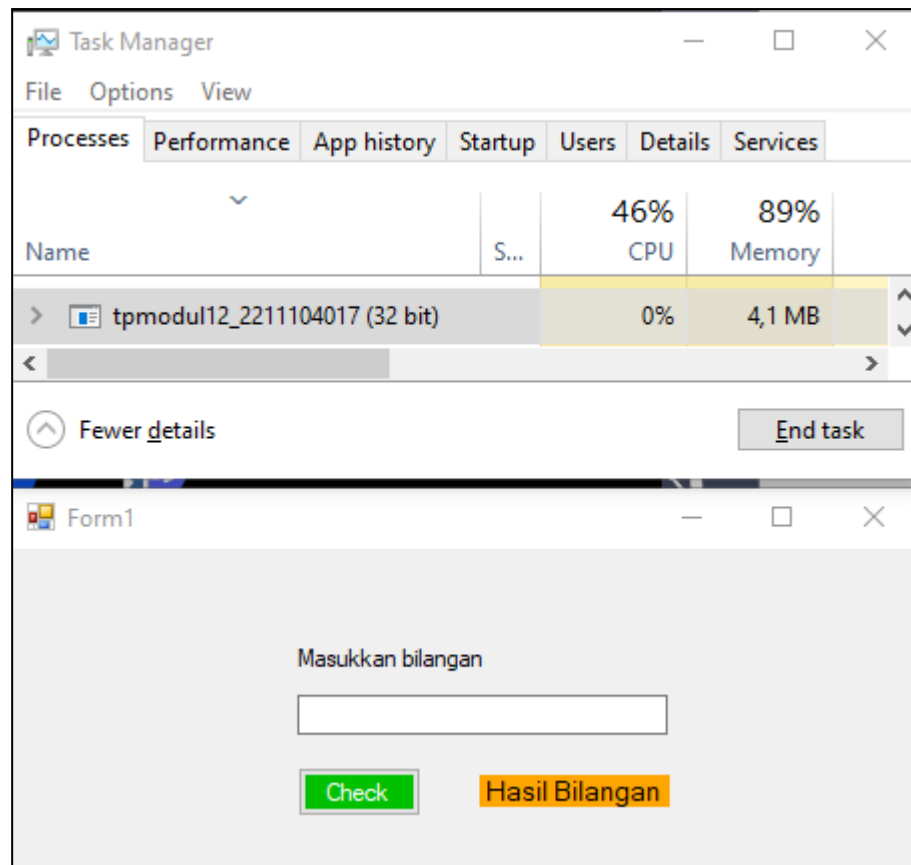 Task Manager
File Options View
Processes Performance App history Startup Users Details Services
46% 89%
Name S... CPU Memory
tpmodul12_2211104017 (32 bit) 0% 4,1 MB
Fewer details End task
Form1
Masukkan bilangan
Check Hasil Bilangan